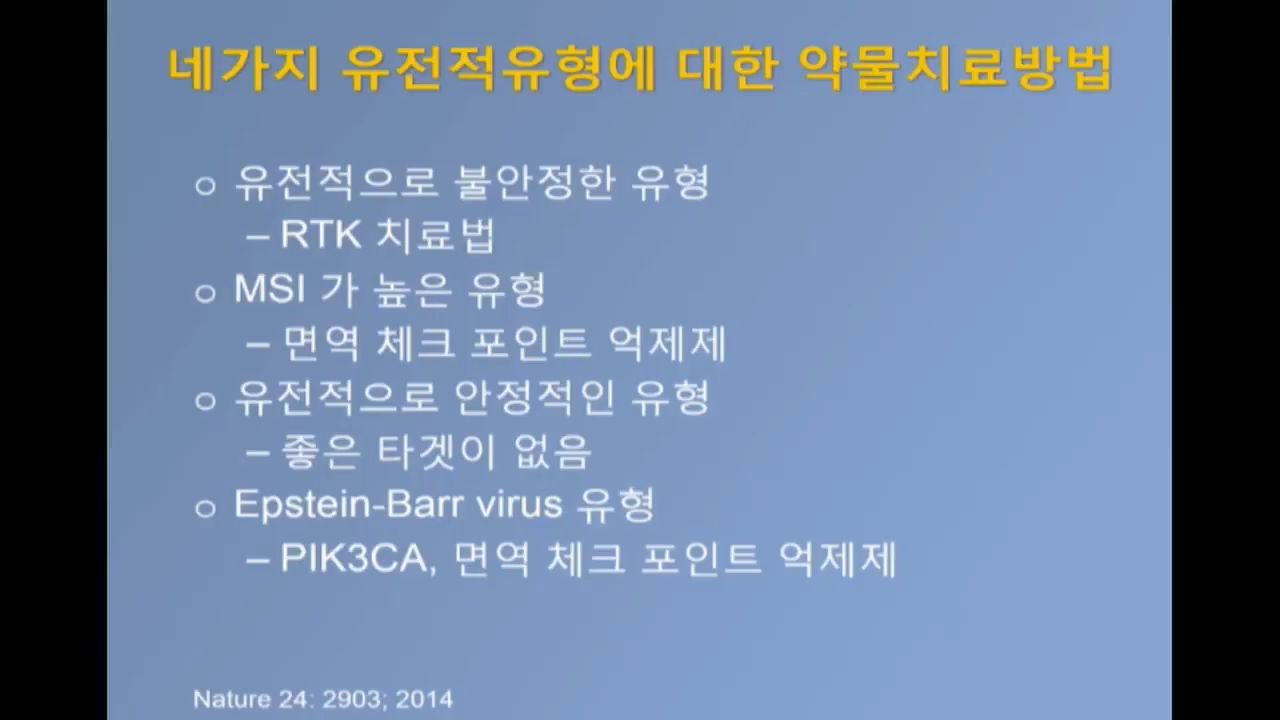 네가지 유전적유형에 대한 약물치료방법
○ 유전적으로 불안정한 유형
– RTK 치료법
○ MSI 가 높은 유형
– 면역 체크 포인트 억제제
○ 유전적으로 안정적인 유형
– 좋은 타겟이 없음
○ Epstein-Barr virus 유형
– PIK3CA, 면역 체크 포인트 억제제
Nature 24: 2903; 2014